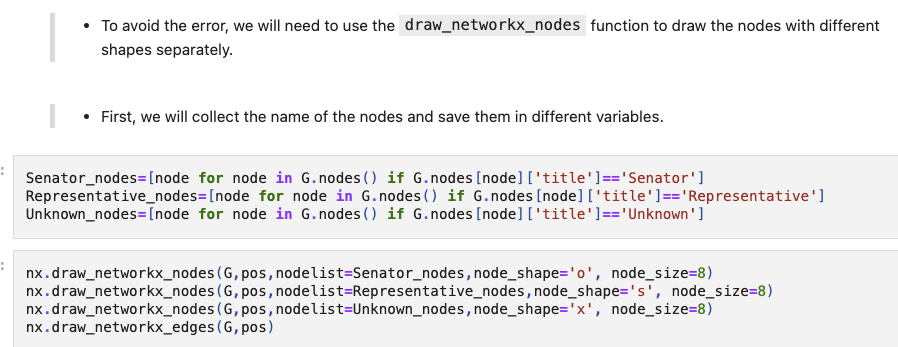 • To avoid the error, we will need to use the draw_networkx_nodes function to draw the nodes with different
shapes separately.
• First, we will collect the name of the nodes and save them in different variables.
:
Senator_nodes=[node for node in G.nodes() if G.nodes[node]['title']=='Senator']
Representative_nodes=[node for node in G.nodes() if G.nodes[node]['title']=='Representative']
Unknown_nodes=[node for node in G.nodes() if G.nodes[node]['title']=='Unknown']
:
nx.draw_networkx_nodes(G,pos,nodelist=Senator_nodes,node_shape='o', node_size=8)
nx.draw_networkx_nodes(G,pos,nodelist=Representative_nodes,node_shape='s', node_size=8)
nx.draw_networkx_nodes(G,pos,nodelist=Unknown_nodes,node_shape='x', node_size=8)
nx.draw_networkx_edges(G,pos)